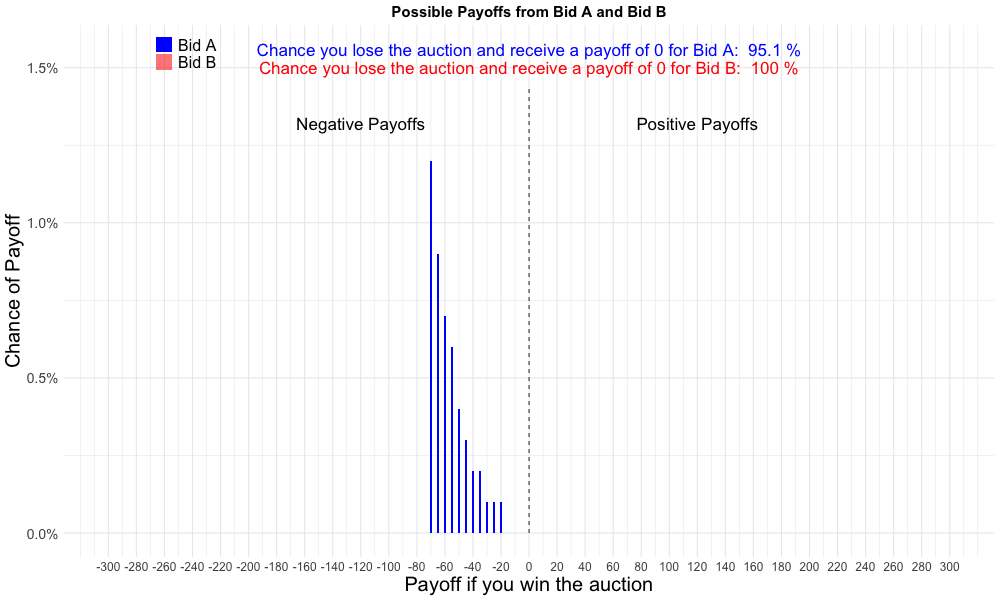 Possible Payoffs from Bid A and Bid B
Bid A
Bid B
Chance you lose the auction and receive a payoff of 0 for Bid A:  95.1 %
Chance you lose the auction and receive a payoff of 0 for Bid B:  100 %
Negative Payoffs
Positive Payoffs
Chance of Payoff
1.5%
1.0%
0.5%
0.0%
-300 -280 -260 -240 -220 -200 -180 -160 -140 -120 -100 -80 -60 -40 -20 0 20 40 60 80 100 120 140 160 180 200 220 240 260 280 300
Payoff if you win the auction